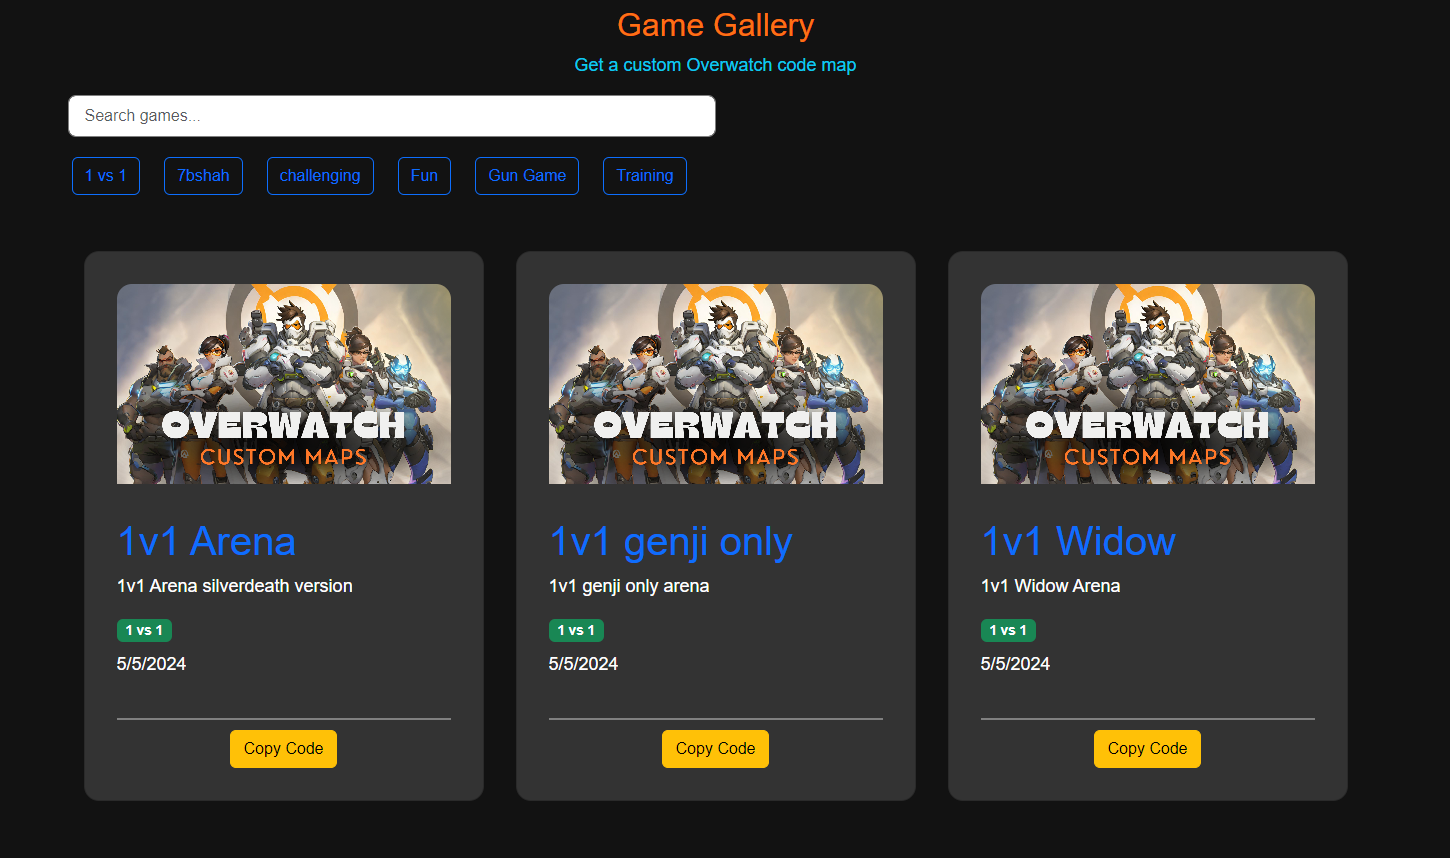 Game Gallery
Get a custom Overwatch code map
Search games...
1 vs 1 7bshah challenging Fun Gun Game Training
OVERWATCH
CUSTOM MAPS
1v1 Arena
1v1 Arena silverdeath version
1 vs 1
5/5/2024
Copy Code
OVERWATCH
CUSTOM MAPS
1v1 genji only
1v1 genji only arena
1 vs 1
5/5/2024
Copy Code
OVERWATCH
CUSTOM MAPS
1v1 Widow
1v1 Widow Arena
1 vs 1
5/5/2024
Copy Code